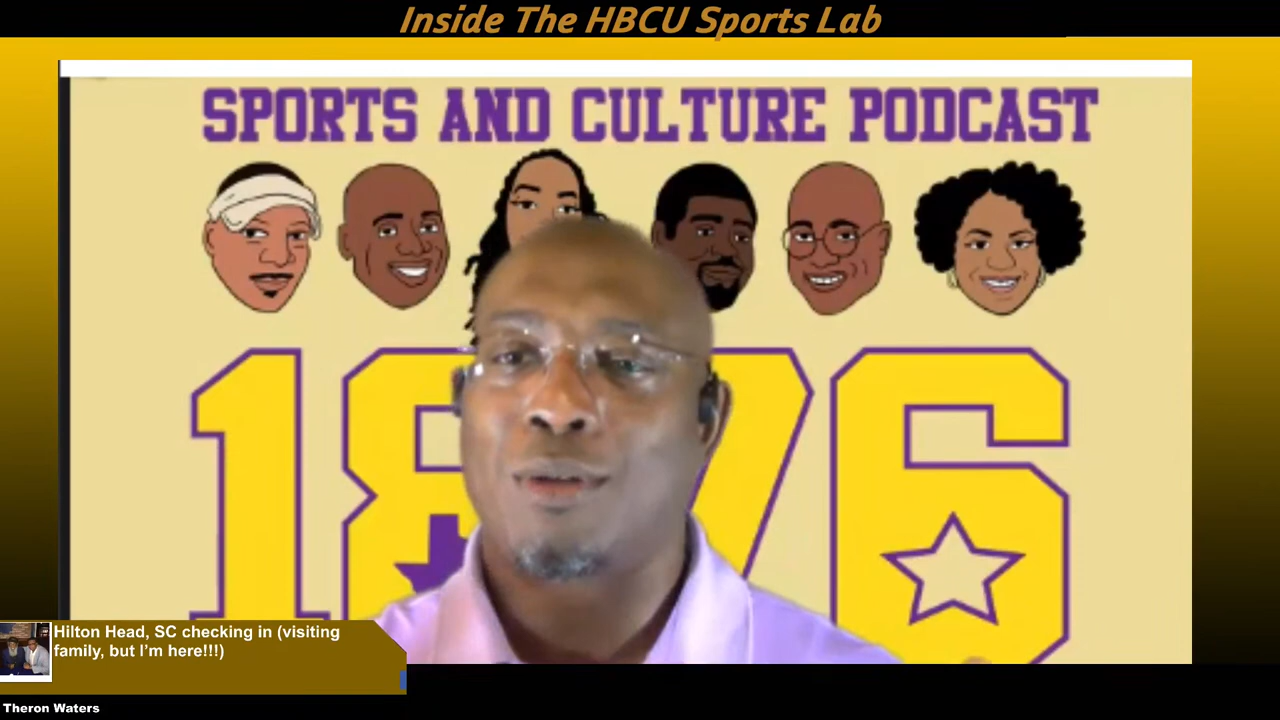 Inside The HBCU Sports Lab
SPORTS AND CULTURE PODCAST
1876
Hilton Head, SC checking in (visiting
family, but I'm here!!!)
Theron Waters